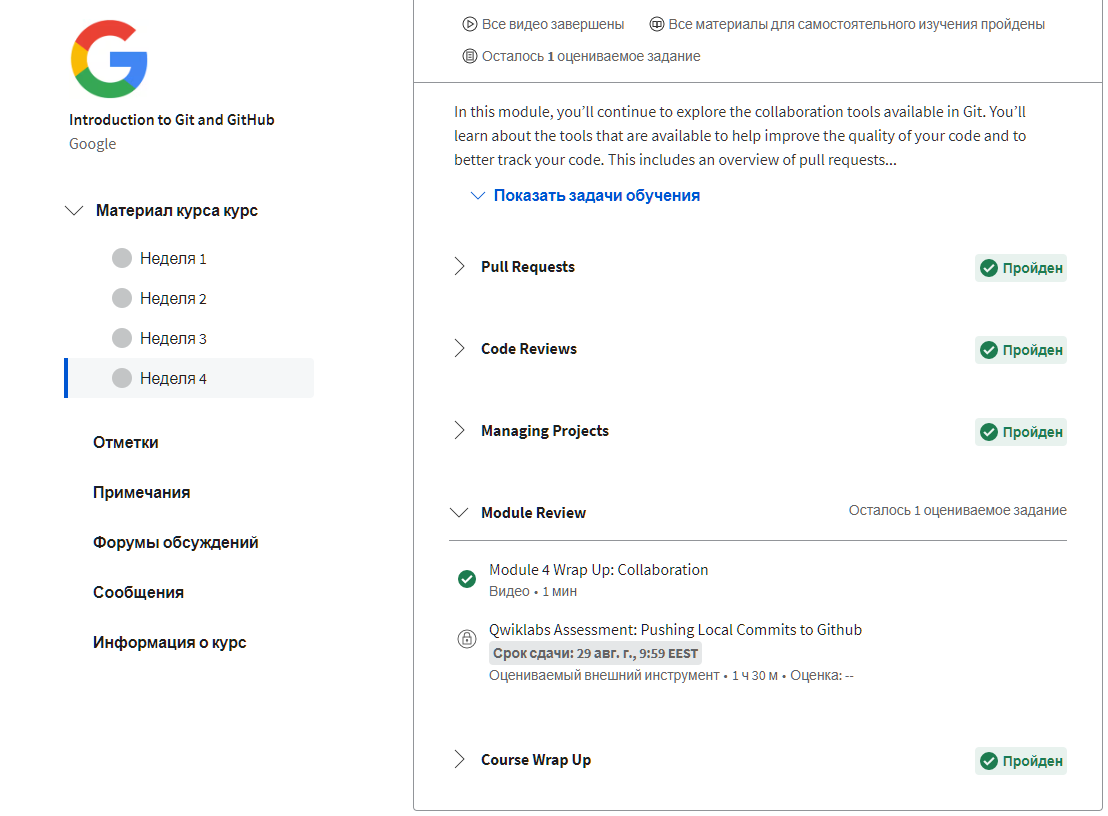 Introduction to Git and GitHub
Google
Материал курса курс
Неделя 1
Неделя 2
Неделя 3
Неделя 4
Отметки
Примечания
Форумы обсуждений
Сообщения
Информация о курс
Все видео завершены Все материалы для самостоятельного изучения пройдены
Осталось 1 оцениваемое задание
In this module, you’ll continue to explore the collaboration tools available in Git. You’ll
learn about the tools that are available to help improve the quality of your code and to
better track your code. This includes an overview of pull requests...
Показать задачи обучения
Pull Requests Пройден
Code Reviews Пройден
Managing Projects Пройден
Module Review Осталось 1 оцениваемое задание
Module 4 Wrap Up: Collaboration
Видео • 1 мин
Qwiklabs Assessment: Pushing Local Commits to Github
Срок сдачи: 29 авг. г., 9:59 EEST
Оцениваемый внешний инструмент • 1 ч 30 м • Оценка: --
Course Wrap Up Пройден